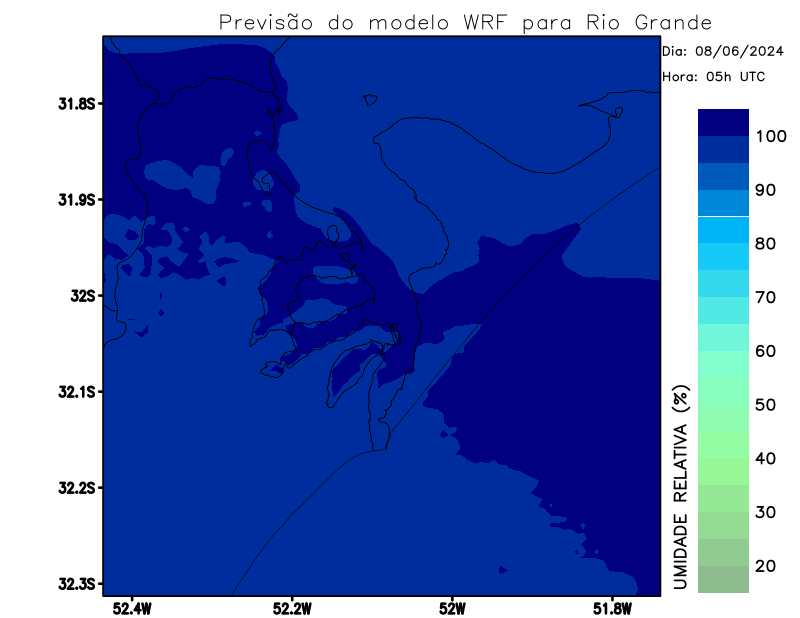 Previsão do modelo WRF para Rio Grande
Dia: 08/06/2024
Hora: 05h UTC
31.8S
31.9S
32S
32.1S
32.2S
32.3S
52.4W
52.2W
52W
51.8W
UMIDADE RELATIVA (%)
100
90
80
70
60
50
40
30
20